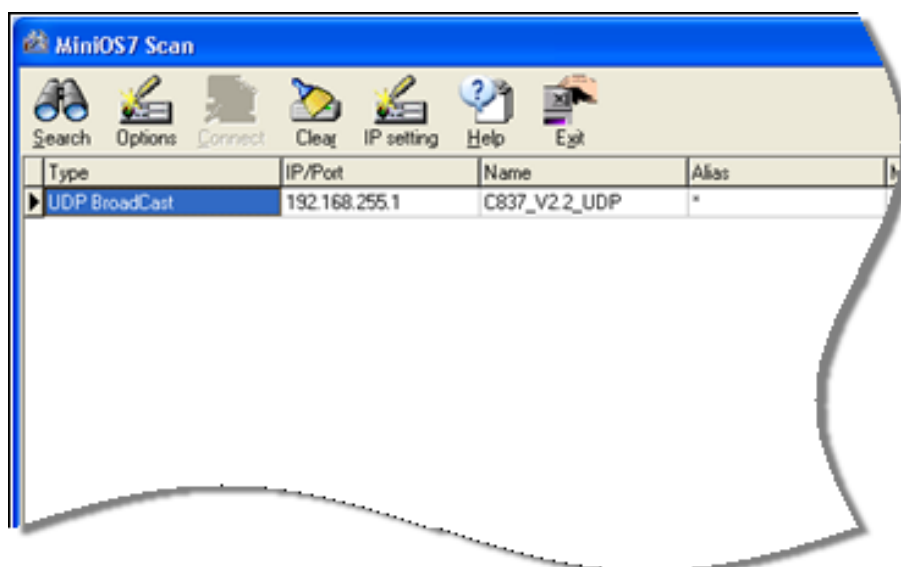 MiniOS7 Scan
Search Options Connect Clear IP setting Help Exit
Type IP/Port Name Alias
UDP BroadCast 192.168.255.1 C837_V2.2_UDP *